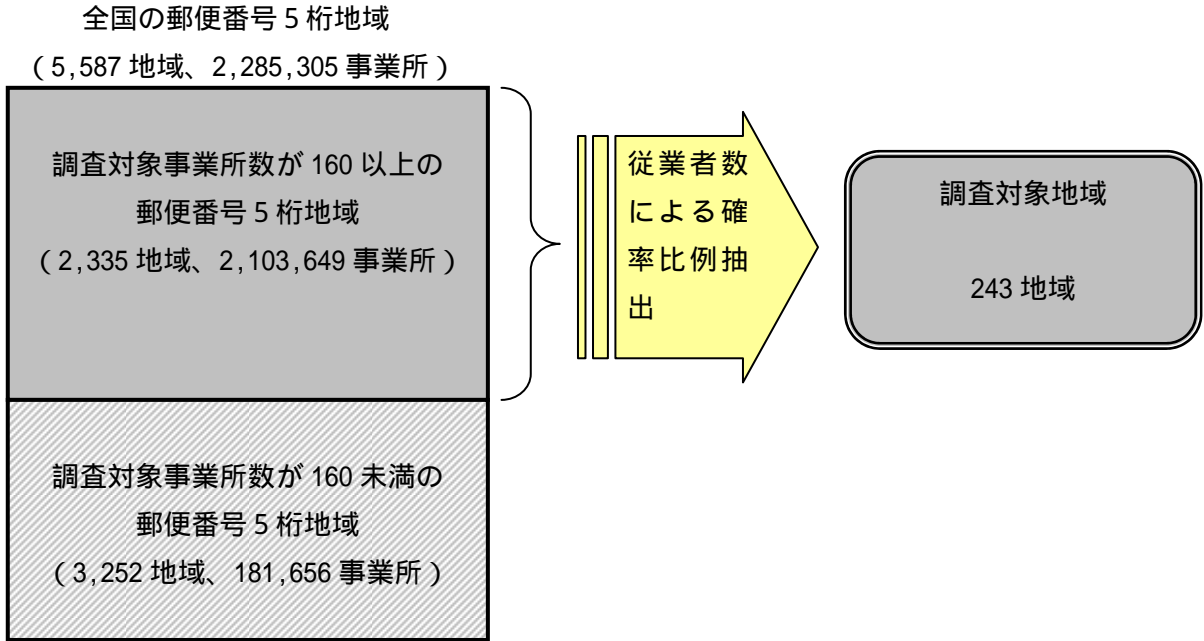 全国の郵便番号5桁地域
（5,587 地域、2,285,305 事業所）
調査対象事業所数が 160 以上の
郵便番号5桁地域
（2,335 地域、2,103,649 事業所）
従業者数
による確
率比例抽
出
調査対象地域
243 地域
調査対象事業所数が 160 未満の
郵便番号5桁地域
（3,252 地域、181,656 事業所）